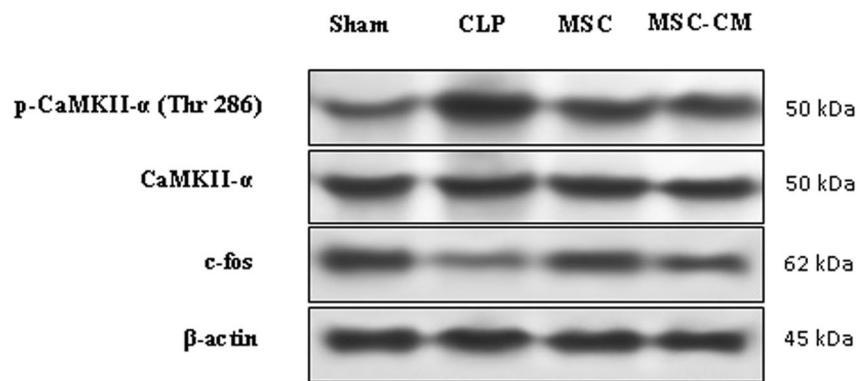 Sham CLP MSC MSC-CM
p-CaMKII-α (Thr 286) 50 kDa
CaMKII-α 50 kDa
c-fos 62 kDa
β-actin 45 kDa